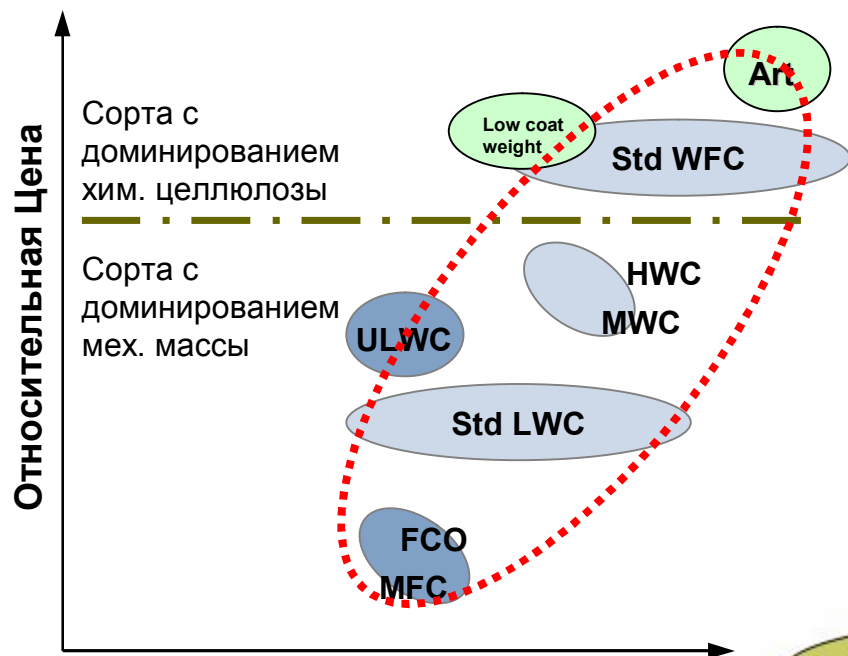 Относительная Цена
Сорта с
доминированием
хим. целлюлозы
Art
Low coat
weight
Std WFC
Сорта с
доминированием
мех. массы
HWC
MWC
ULWC
Std LWC
FCO
MFC